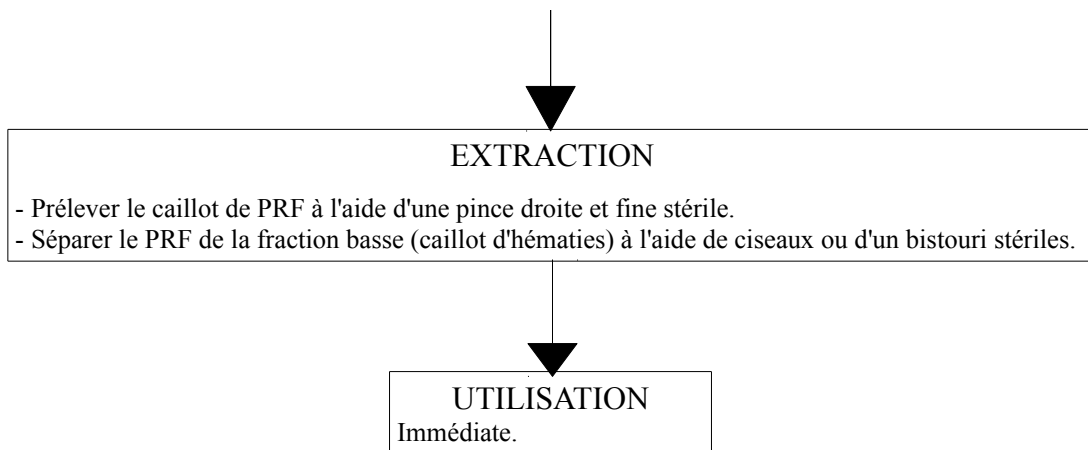 EXTRACTION
- Prélever le caillot de PRF à l'aide d'une pince droite et fine stérile.
- Séparer le PRF de la fraction basse (caillot d'hématies) à l'aide de ciseaux ou d'un bistouri stériles.
UTILISATION
Immédiate.